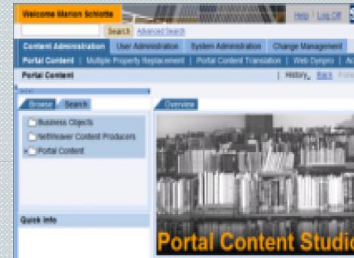 Welcome Marion Schlotte
Help | Log Off
Search Advanced Search
Content Administration User Administration System Administration Change Management
Portal Content | Multiple Property Replacement | Portal Content Translation | Web Dynpro |
Portal Content | History, Back
Browse Search Overview
Business Objects
NetWeaver Content Producers
Portal Content
Quick Info
Portal Content Studio